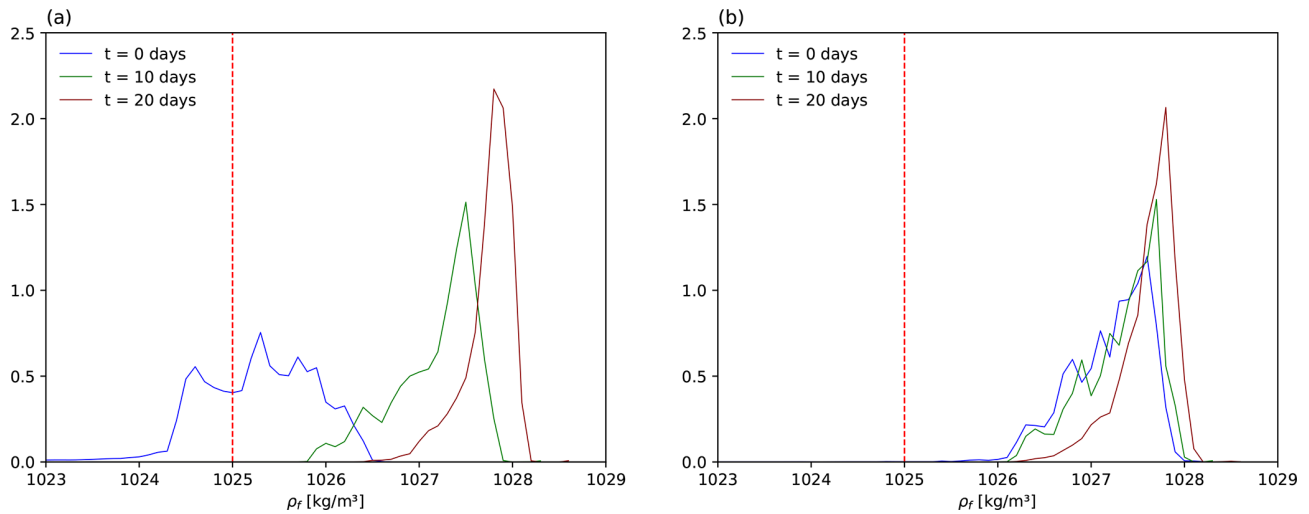 (a)
2.5
2.0
1.5
1.0
0.5
0.0
t = 0 days
t = 10 days
t = 20 days
1023 1024 1025 1026 1027 1028 1029
ρf [kg/m³]
(b)
2.5
2.0
1.5
1.0
0.5
0.0
t = 0 days
t = 10 days
t = 20 days
1023 1024 1025 1026 1027 1028 1029
ρf [kg/m³]